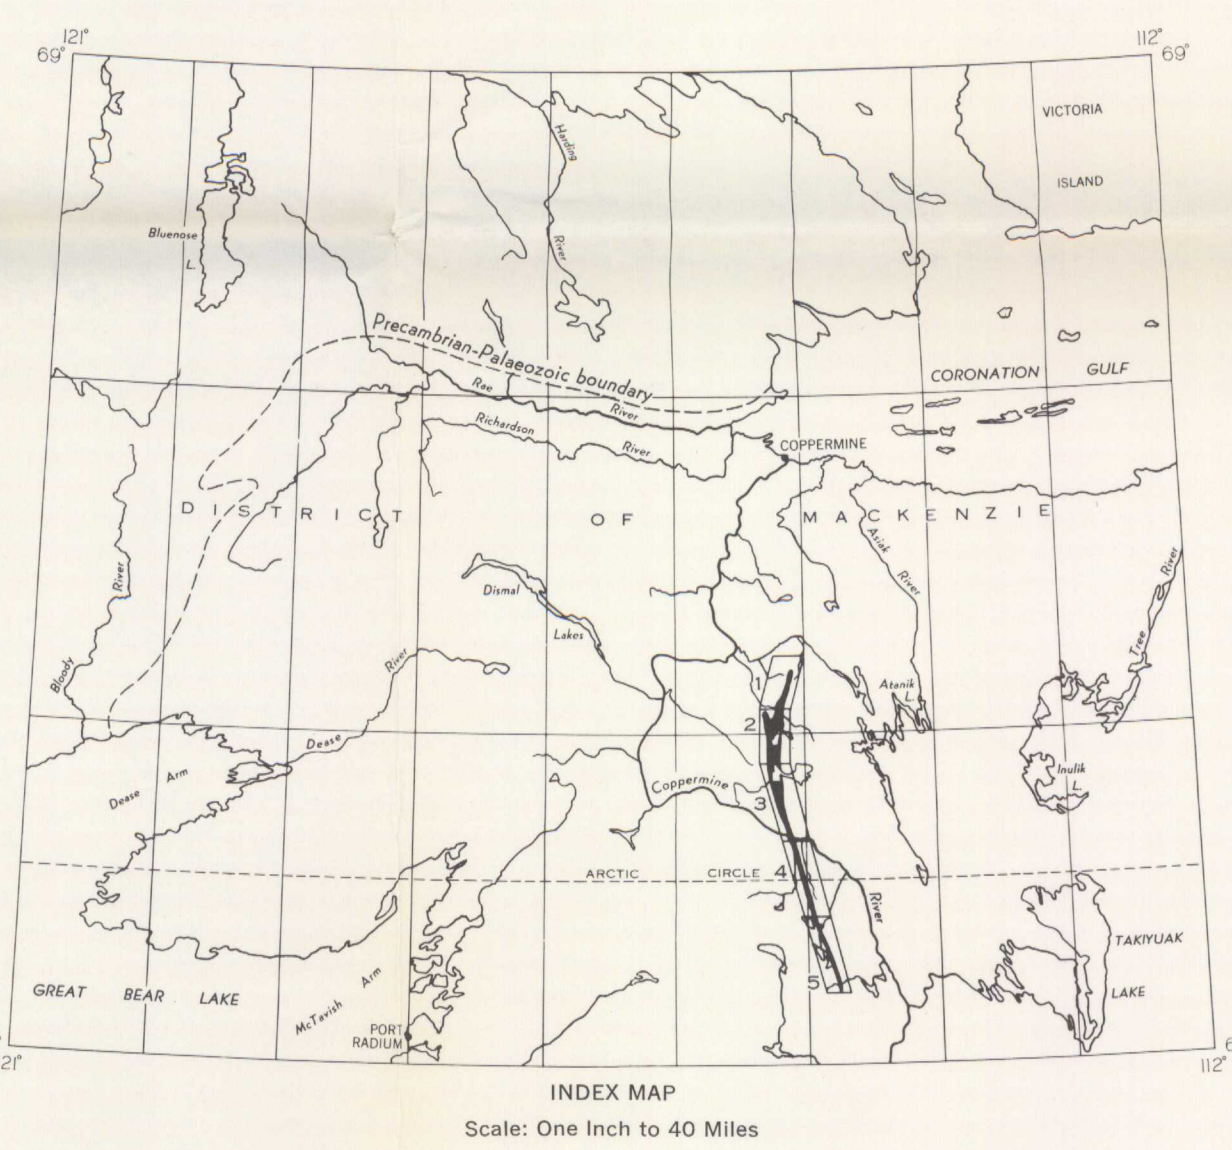 121°
112°
69°
69°
VICTORIA
ISLAND
Harding
River
Bluenose
L.
Precambrian-Palaeozoic boundary
Rae
River
CORONATION GULF
Richardson
River
COPPERMINE
DISTRICT OF MACKENZIE
Asiak
River
River
River
Dismal
Lakes
Tree
Bloody
River
Atanik
L.
1
2
Dease
Dease Arm
Inulik
L.
Coppermine
3
ARCTIC CIRCLE
4
River
TAKIYUAK
LAKE
5
GREAT BEAR LAKE
McTavish Arm
PORT
RADIUM
21°
112°
6
INDEX MAP
Scale: One Inch to 40 Miles